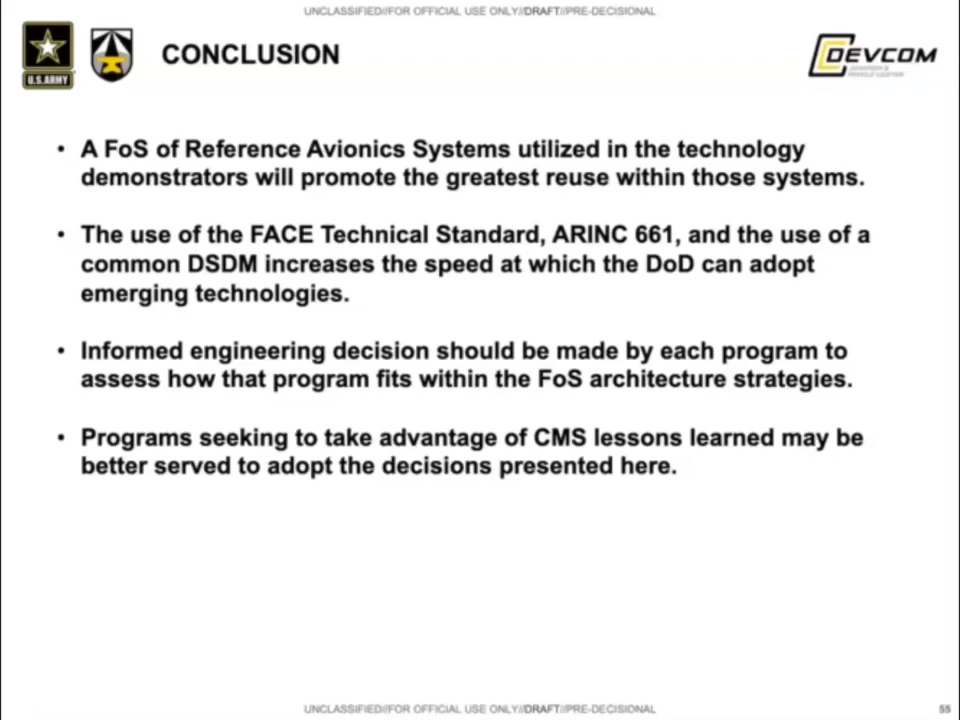 UNCLASSIFIED//FOR OFFICIAL USE ONLY//DRAFT//PRE-DECISIONAL
U.S.ARMY
CONCLUSION
DEVCOM
• A FoS of Reference Avionics Systems utilized in the technology
demonstrators will promote the greatest reuse within those systems.
• The use of the FACE Technical Standard, ARINC 661, and the use of a
common DSDM increases the speed at which the DoD can adopt
emerging technologies.
• Informed engineering decision should be made by each program to
assess how that program fits within the FoS architecture strategies.
• Programs seeking to take advantage of CMS lessons learned may be
better served to adopt the decisions presented here.
UNCLASSIFIED//FOR OFFICIAL USE ONLY//DRAFT//PRE-DECISIONAL
55